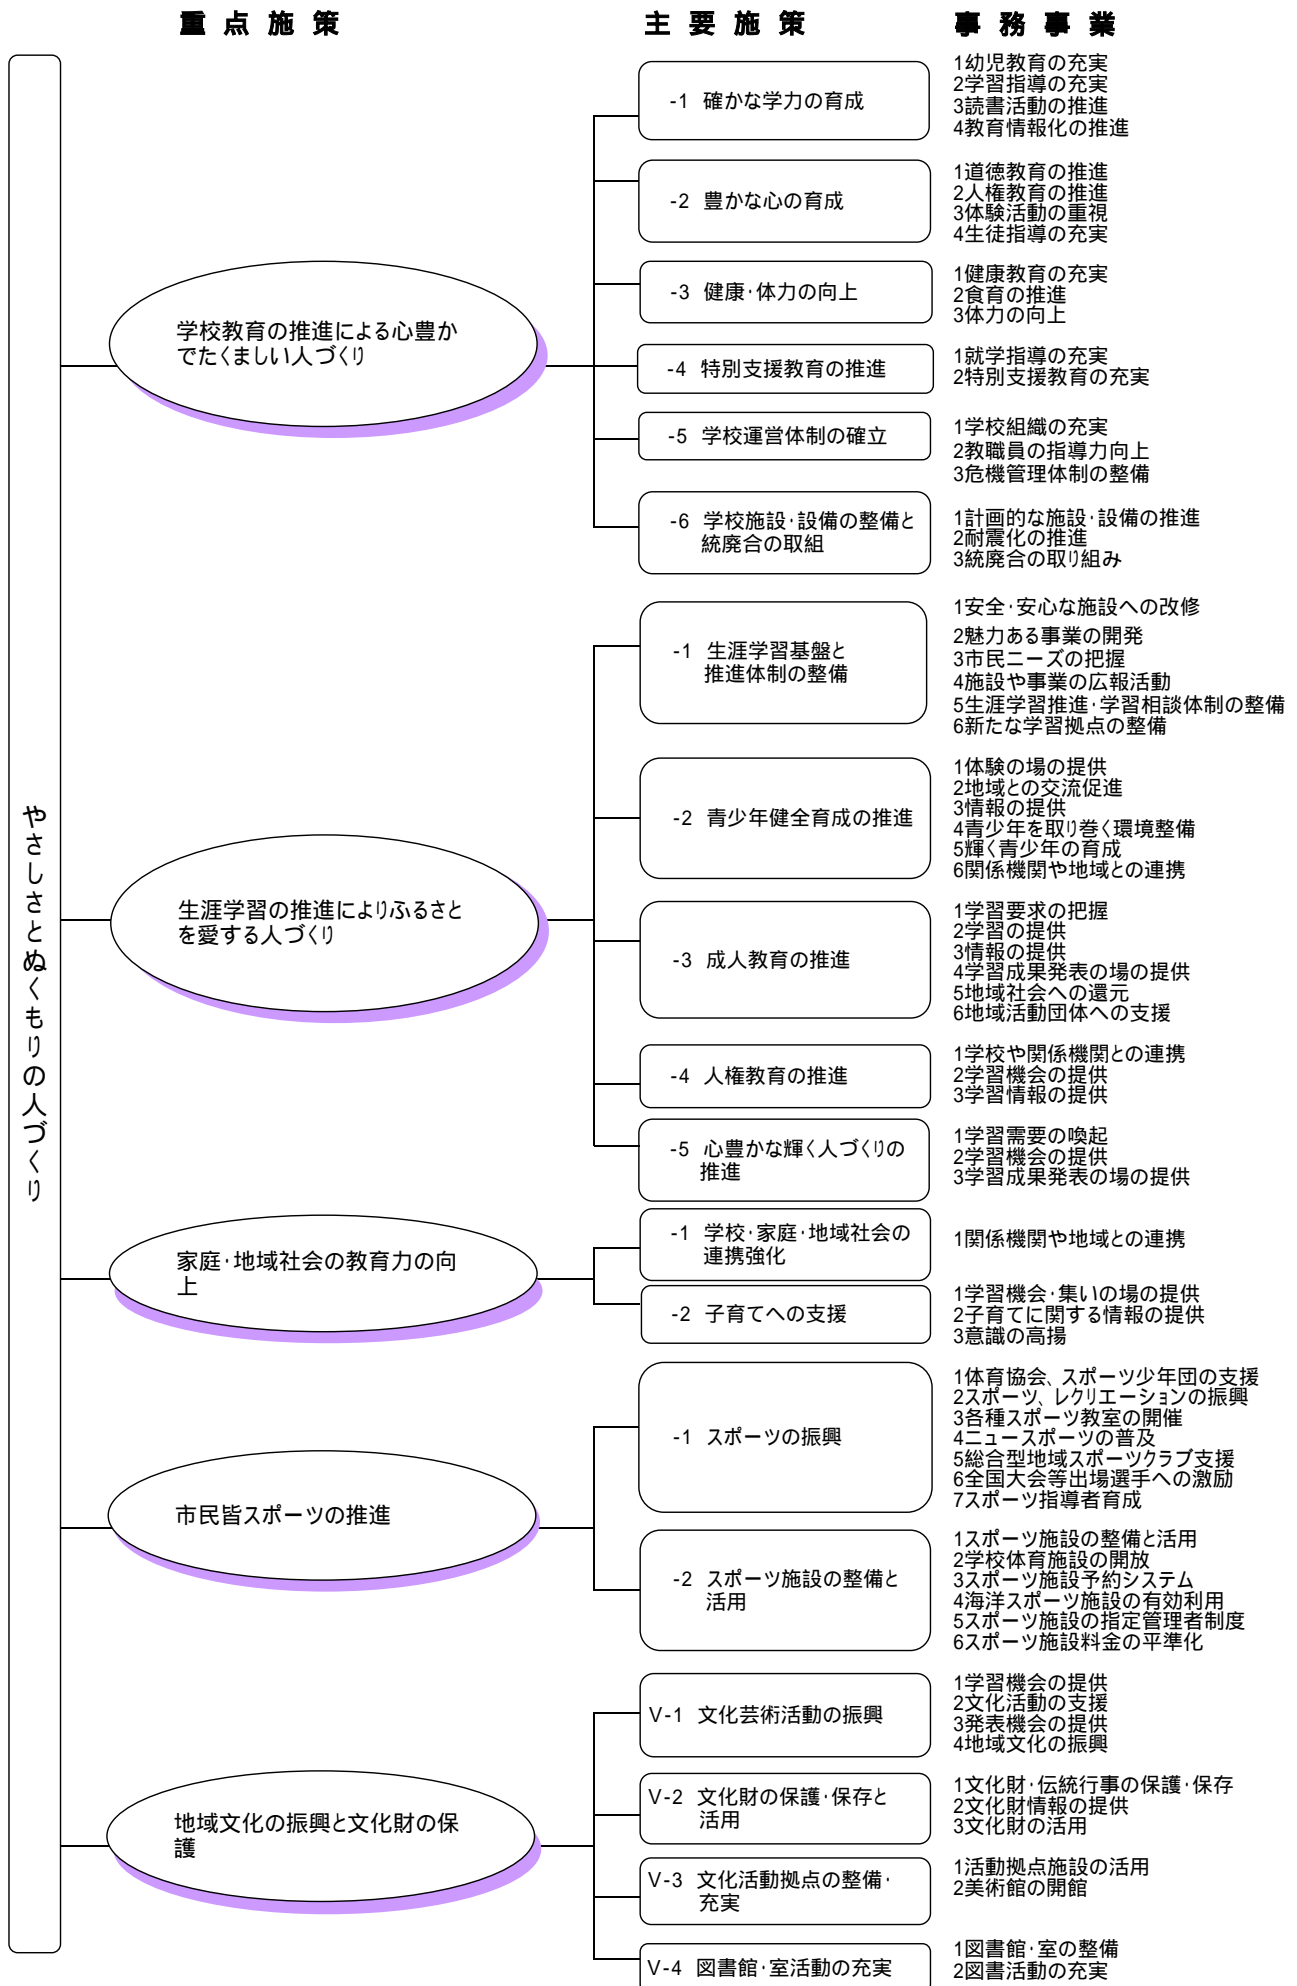 重点施策
主要施策
事務事業
やさしさとぬくもりの人づくり
学校教育の推進による心豊か
でたくましい人づくり
-1 確かな学力の育成
1幼児教育の充実
2学習指導の充実
3読書活動の推進
4教育情報化の推進
-2 豊かな心の育成
1道徳教育の推進
2人権教育の推進
3体験活動の重視
4生徒指導の充実
-3 健康・体力の向上
1健康教育の充実
2食育の推進
3体力の向上
-4 特別支援教育の推進
1就学指導の充実
2特別支援教育の充実
-5 学校運営体制の確立
1学校組織の充実
2教職員の指導力向上
3危機管理体制の整備
-6 学校施設・設備の整備と
統廃合の取組
1計画的な施設・設備の推進
2耐震化の推進
3統廃合の取り組み
生涯学習の推進によりふるさと
を愛する人づくり
-1 生涯学習基盤と
推進体制の整備
1安全・安心な施設への改修
2魅力ある事業の開発
3市民ニーズの把握
4施設や事業の広報活動
5生涯学習推進・学習相談体制の整備
6新たな学習拠点の整備
-2 青少年健全育成の推進
1体験の場の提供
2地域との交流促進
3情報の提供
4青少年を取り巻く環境整備
5輝く青少年の育成
6関係機関や地域との連携
-3 成人教育の推進
1学習要求の把握
2学習の提供
3情報の提供
4学習成果発表の場の提供
5地域社会への還元
6地域活動団体への支援
-4 人権教育の推進
1学校や関係機関との連携
2学習機会の提供
3学習情報の提供
-5 心豊かな輝く人づくりの
推進
1学習需要の喚起
2学習機会の提供
3学習成果発表の場の提供
家庭・地域社会の教育力の向
上
-1 学校・家庭・地域社会の
連携強化
1関係機関や地域との連携
-2 子育てへの支援
1学習機会・集いの場の提供
2子育てに関する情報の提供
3意識の高揚
市民皆スポーツの推進
-1 スポーツの振興
1体育協会、スポーツ少年団の支援
2スポーツ、レクリエーションの振興
3各種スポーツ教室の開催
4ニュースポーツの普及
5総合型地域スポーツクラブ支援
6全国大会等出場選手への激励
7スポーツ指導者育成
-2 スポーツ施設の整備と
活用
1スポーツ施設の整備と活用
2学校体育施設の開放
3スポーツ施設予約システム
4海洋スポーツ施設の有効利用
5スポーツ施設の指定管理者制度
6スポーツ施設料金の平準化
地域文化の振興と文化財の保
護
V-1 文化芸術活動の振興
1学習機会の提供
2文化活動の支援
3発表機会の提供
4地域文化の振興
V-2 文化財の保護・保存と
活用
1文化財・伝統行事の保護・保存
2文化財情報の提供
3文化財の活用
V-3 文化活動拠点の整備・
充実
1活動拠点施設の活用
2美術館の開館
V-4 図書館・室活動の充実
1図書館・室の整備
2図書活動の充実